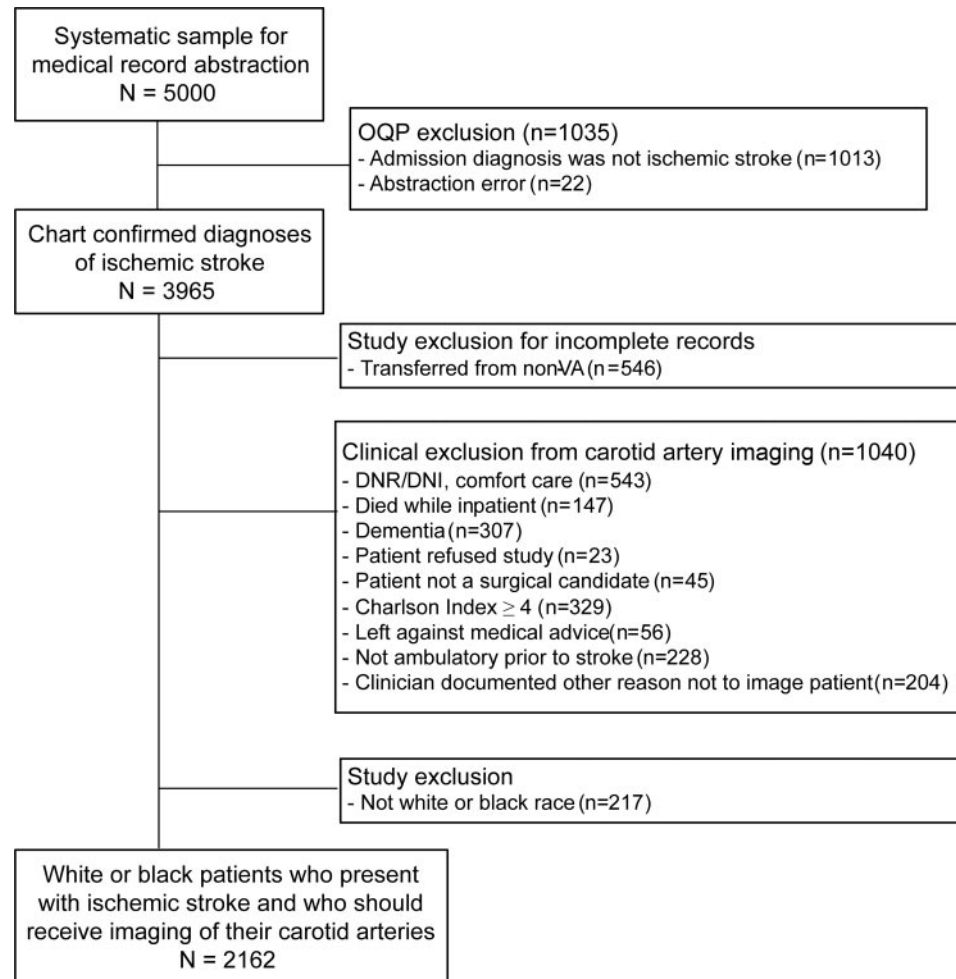 Systematic sample for
medical record abstraction
N = 5000
OQP exclusion (n=1035)
- Admission diagnosis was not ischemic stroke (n=1013)
- Abstraction error (n=22)
Chart confirmed diagnoses
of ischemic stroke
N = 3965
Study exclusion for incomplete records
- Transferred from non-VA (n=546)
Clinical exclusion from carotid artery imaging (n=1040)
- DNR/DNI, comfort care (n=543)
- Died while inpatient (n=147)
- Dementia (n=307)
- Patient refused study (n=23)
- Patient not a surgical candidate (n=45)
- Charlson Index ≥ 4 (n=329)
- Left against medical advice (n=56)
- Not ambulatory prior to stroke (n=228)
- Clinician documented other reason not to image patient (n=204)
Study exclusion
- Not white or black race (n=217)
White or black patients who present
with ischemic stroke and who should
receive imaging of their carotid arteries
N = 2162